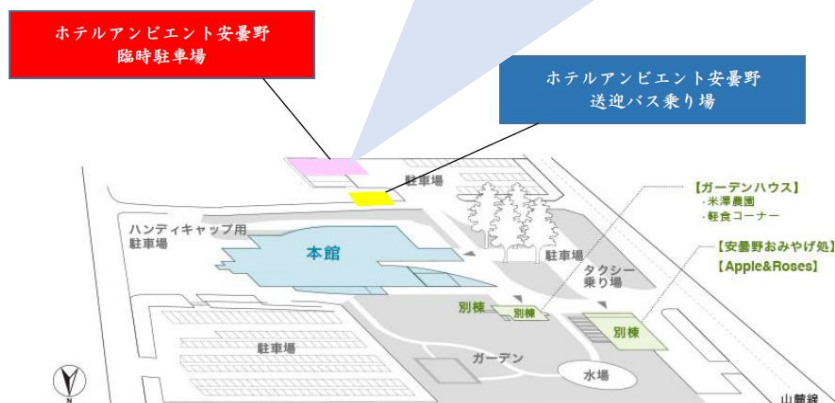 ホテルアンビエント安曇野
臨時駐車場
ホテルアンビエント安曇野
送迎バス乗り場
駐車場
【ガーデンハウス】
・米澤農園
・軽食コーナー
ハンディキャップ用
駐車場
本館
駐車場
タクシー
乗り場
【安曇野おみやげ処】
【Apple&Roses】
別棟
別棟
別棟
駐車場
ガーデン
水場
N
山麓線